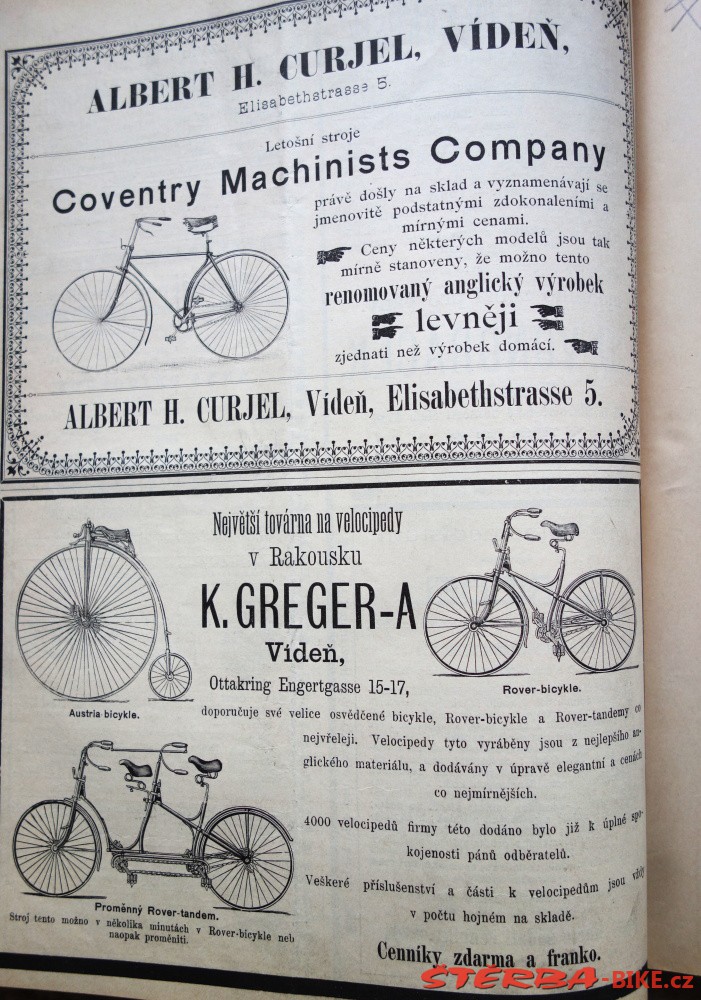 ALBERT H. CURJEL, VÍDEŇ,
Elisabethstrasse 5.
Letošní stroje
Coventry Machinists Company
právě došly na sklad a vyznamenávají se
jmenovitě podstatnými zdokonaleními a
mírnými cenami.
Ceny některých modelů jsou tak
mírně stanoveny, že možno tento
renomovaný anglický výrobek
levněji
zjednati než výrobek domácí.
ALBERT H. CURJEL, Vídeň, Elisabethstrasse 5.
Největší továrna na velocipedy
v Rakousku
K. GREGER-A
Vídeň,
Ottakring Engertgasse 15-17,
Austria-bicykle.
Rover-bicykle.
doporučuje své velice osvědčené bicykle, Rover-bicykle a Rover-tandemy co
nejvřeleji. Velocipedy tyto vyráběny jsou z nejlepšího an-
glického materiálu, a dodávány v úpravě elegantní a cenách
co nejmírnějších.
4000 velocipedů firmy této dodáno bylo již k úplné spo-
kojenosti pánů odběratelů.
Veškeré příslušenství a části k velocipedům jsou vždy
v počtu hojném na skladě.
Proměnný Rover-tandem.
Stroj tento možno v několika minutách v Rover-bicykle neb
naopak proměniti.
Cenníky zdarma a franko.
ŠTERBA-BIKE.cz